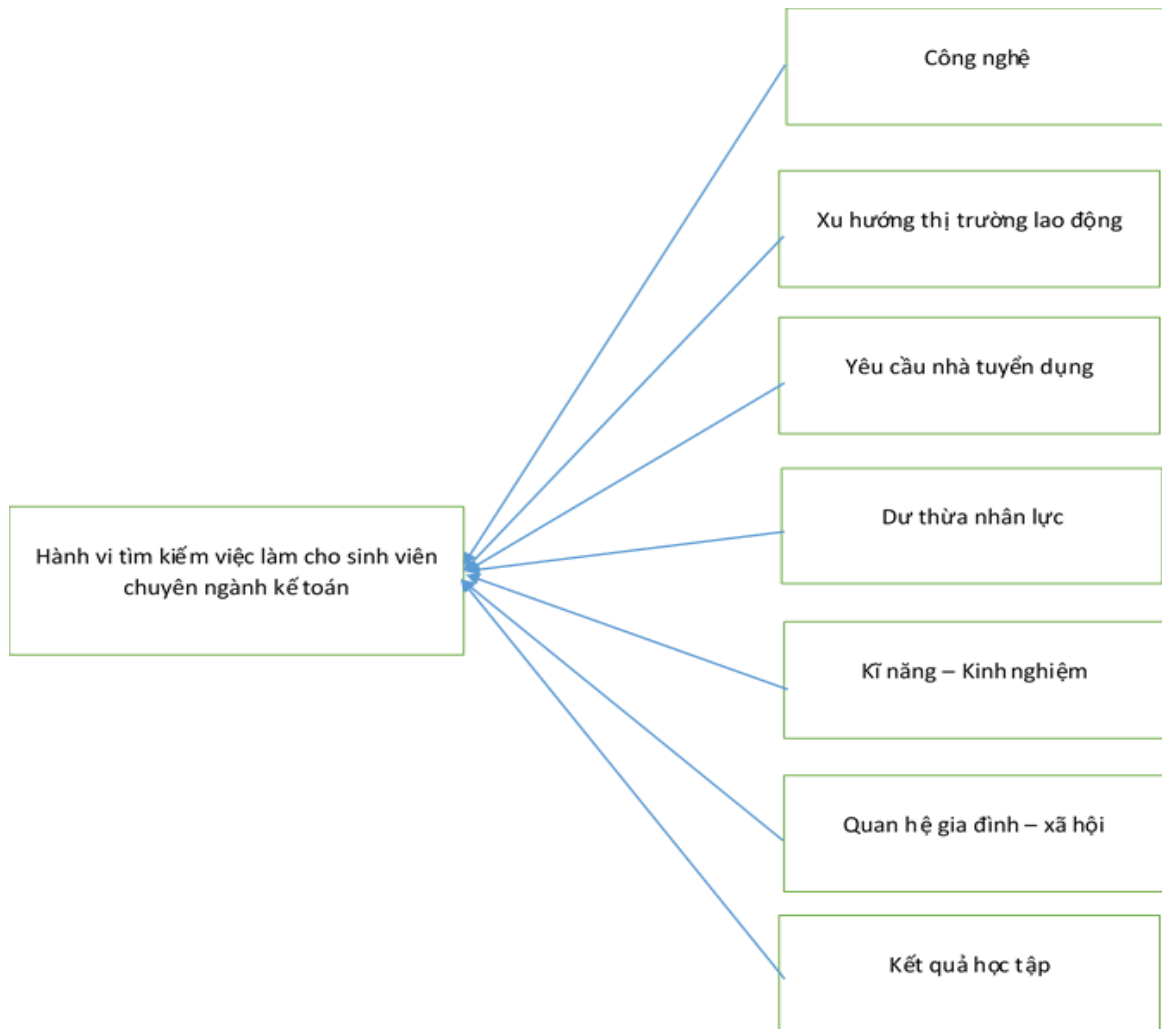 Công nghệ
Xu hướng thị trường lao động
Yêu cầu nhà tuyển dụng
Dư thừa nhân lực
Hành vi tìm kiếm việc làm cho sinh viên
chuyên ngành kế toán
Kĩ năng – Kinh nghiệm
Quan hệ gia đình – xã hội
Kết quả học tập